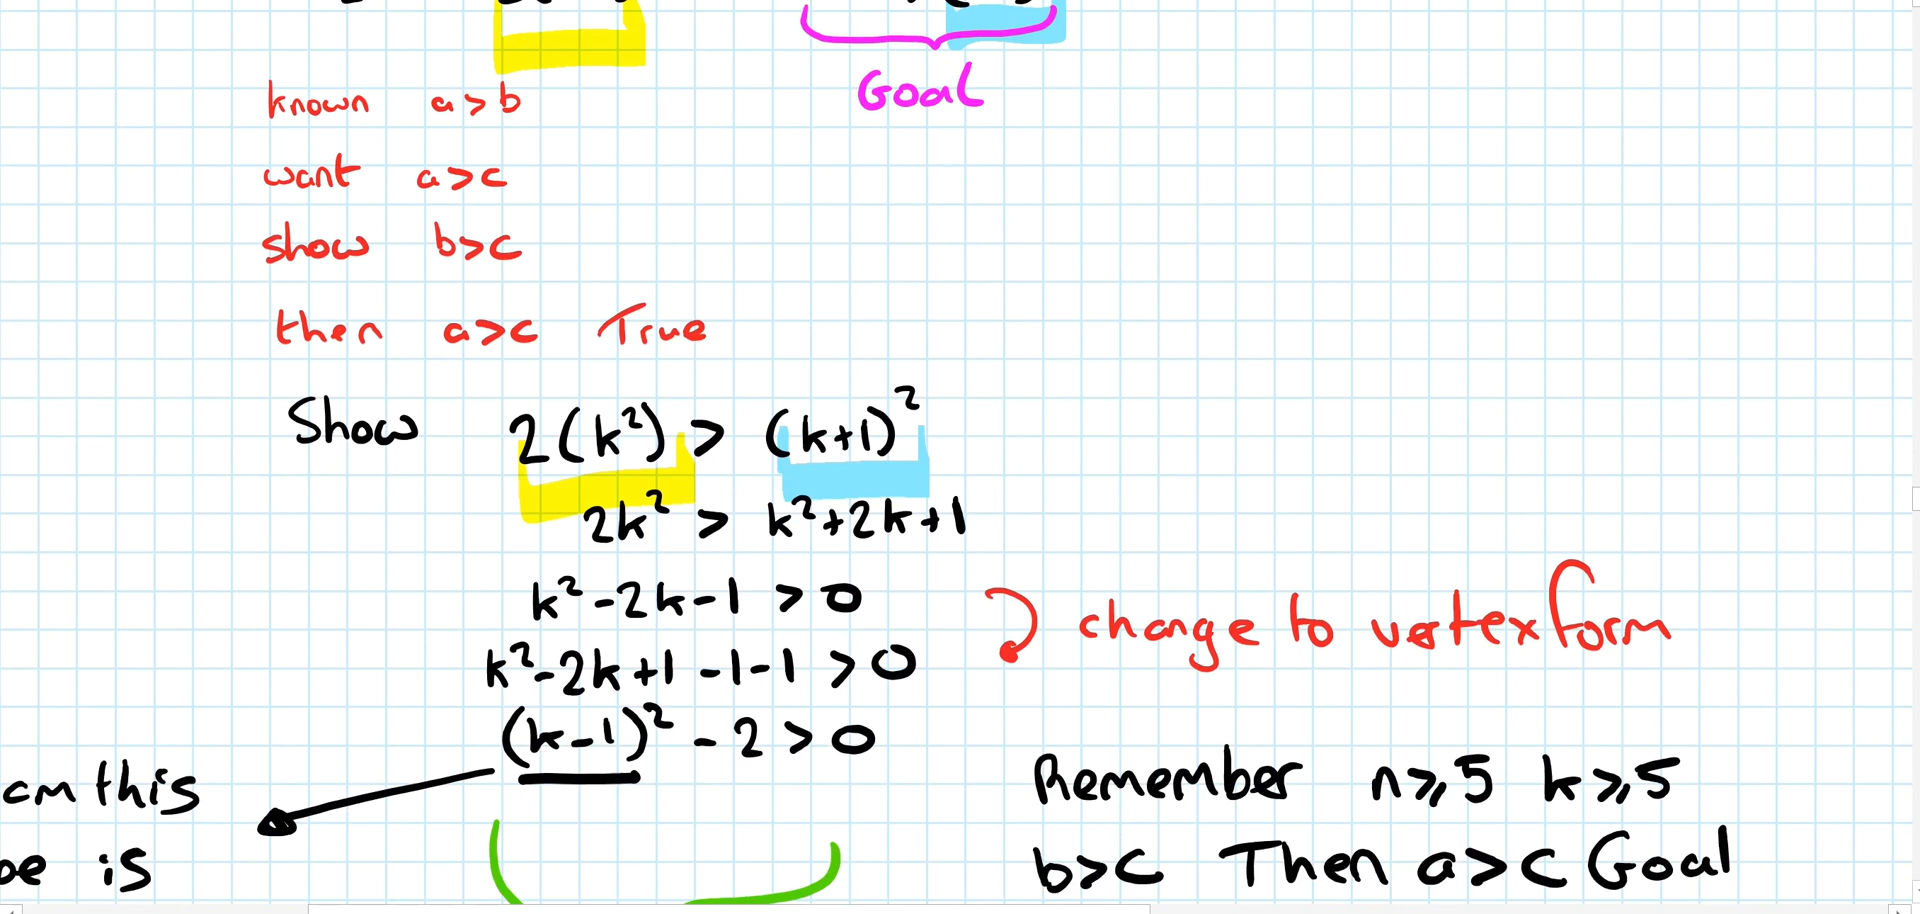 Goal
known a>b
want a>c
show b>c
then a>c True
Show 2(k²) > (k+1)²
2k² > k²+2k+1
k²-2k-1 > 0
change to vertex form
k²-2k+1-1-1 > 0
(k-1)² - 2 > 0
this
Remember n≥5 k≥5
is
b>c Then a>c Goal